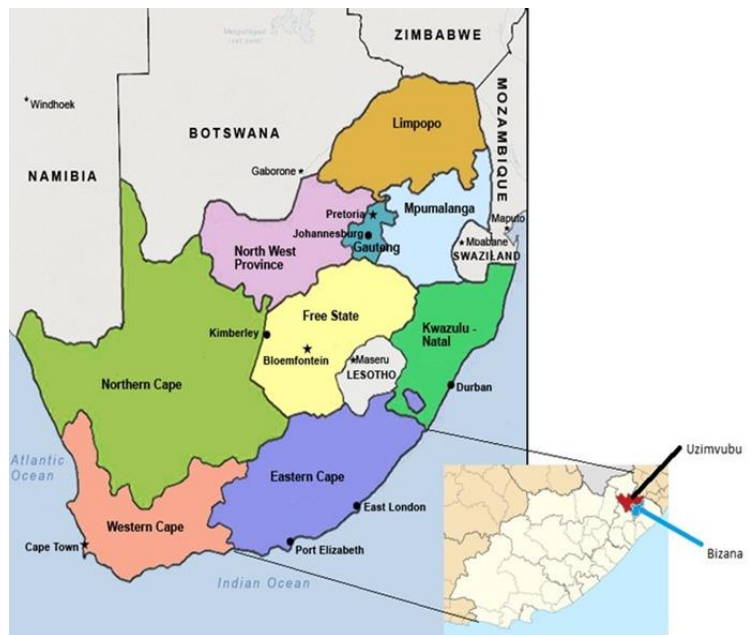 ZIMBABWE
MOZAMBIQUE
Windhoek
BOTSWANA
Limpopo
NAMIBIA
Gaborone
Pretoria
Mpumalanga
Johannesburg
Gauteng
Maputo
North West
Province
Mbabane
SWAZILAND
Free State
Kwazulu -
Natal
Kimberley
Bloemfontein
Maseru
LESOTHO
Northern Cape
Durban
Atlantic
Ocean
Eastern Cape
Western Cape
East London
Cape Town
Port Elizabeth
Indian Ocean
Uzimvubu
Bizana